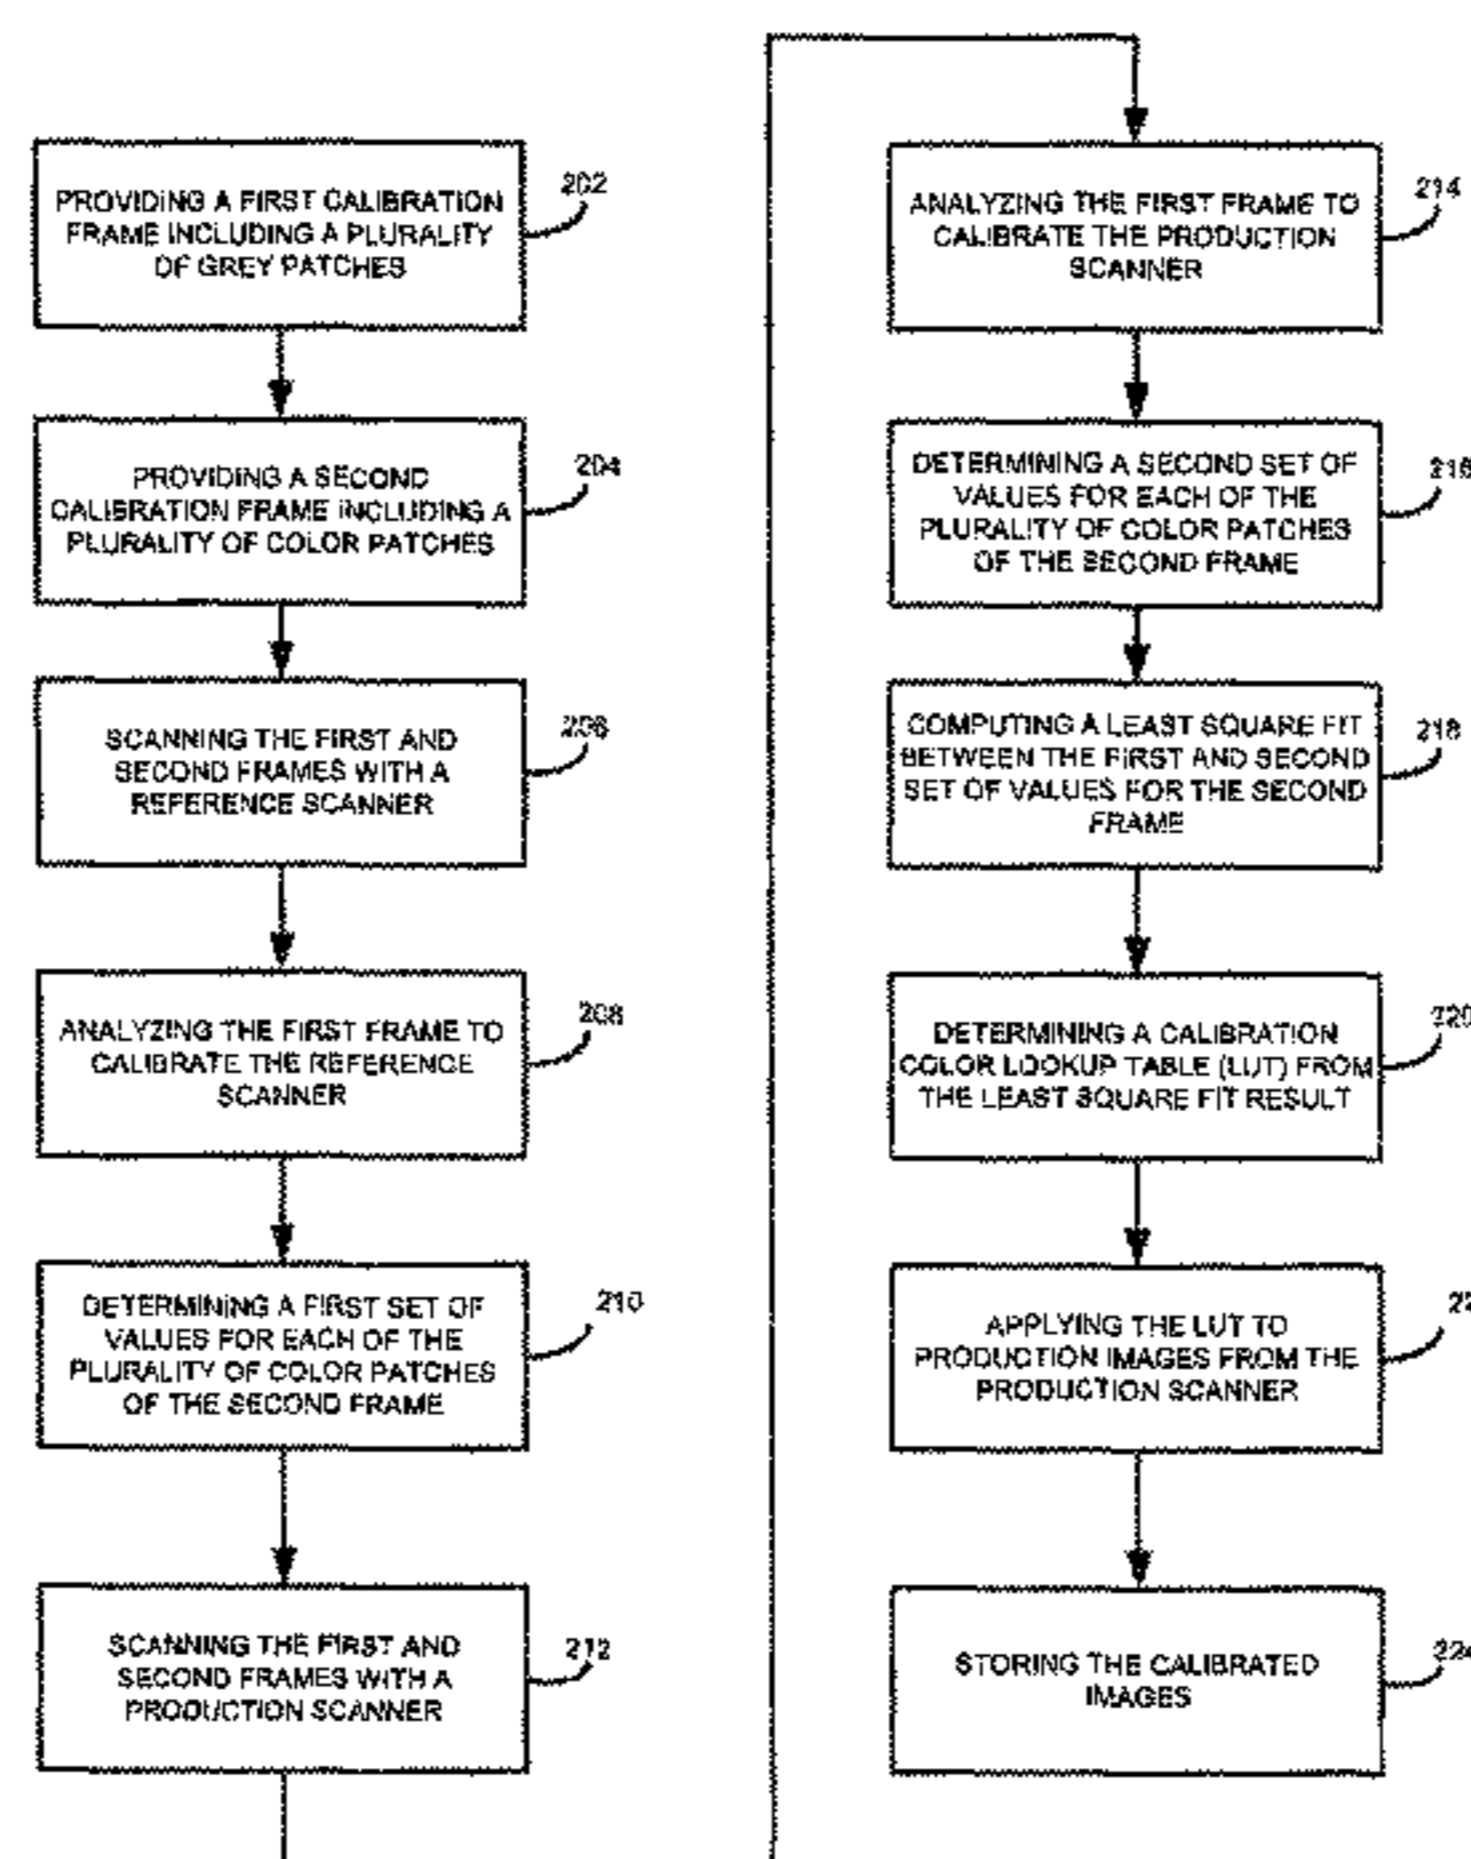 202
PROVIDING A FIRST CALIBRATION
FRAME INCLUDING A PLURALITY
OF GREY PATCHES
204
PROVIDING A SECOND
CALIBRATION FRAME INCLUDING A
PLURALITY OF COLOR PATCHES
206
SCANNING THE FIRST AND
SECOND FRAMES WITH A
REFERENCE SCANNER
208
ANALYZING THE FIRST FRAME TO
CALIBRATE THE REFERENCE
SCANNER
210
DETERMINING A FIRST SET OF
VALUES FOR EACH OF THE
PLURALITY OF COLOR PATCHES
OF THE SECOND FRAME
212
SCANNING THE FIRST AND
SECOND FRAMES WITH A
PRODUCTION SCANNER
214
ANALYZING THE FIRST FRAME TO
CALIBRATE THE PRODUCTION
SCANNER
216
DETERMINING A SECOND SET OF
VALUES FOR EACH OF THE
PLURALITY OF COLOR PATCHES
OF THE SECOND FRAME
218
COMPUTING A LEAST SQUARE FIT
BETWEEN THE FIRST AND SECOND
SET OF VALUES FOR THE SECOND
FRAME
220
DETERMINING A CALIBRATION
COLOR LOOKUP TABLE (LUT) FROM
THE LEAST SQUARE FIT RESULT
APPLYING THE LUT TO
PRODUCTION IMAGES FROM THE
PRODUCTION SCANNER
224
STORING THE CALIBRATED
IMAGES